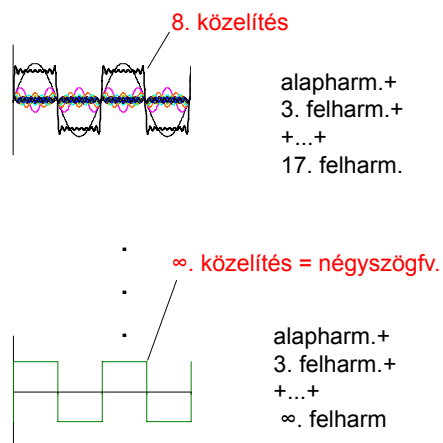 8. közelítés
alapharm.+
3. felharm.+
+...+
17. felharm.
∞. közelítés = négyszögfv.
alapharm.+
3. felharm.+
+...+
∞. felharm